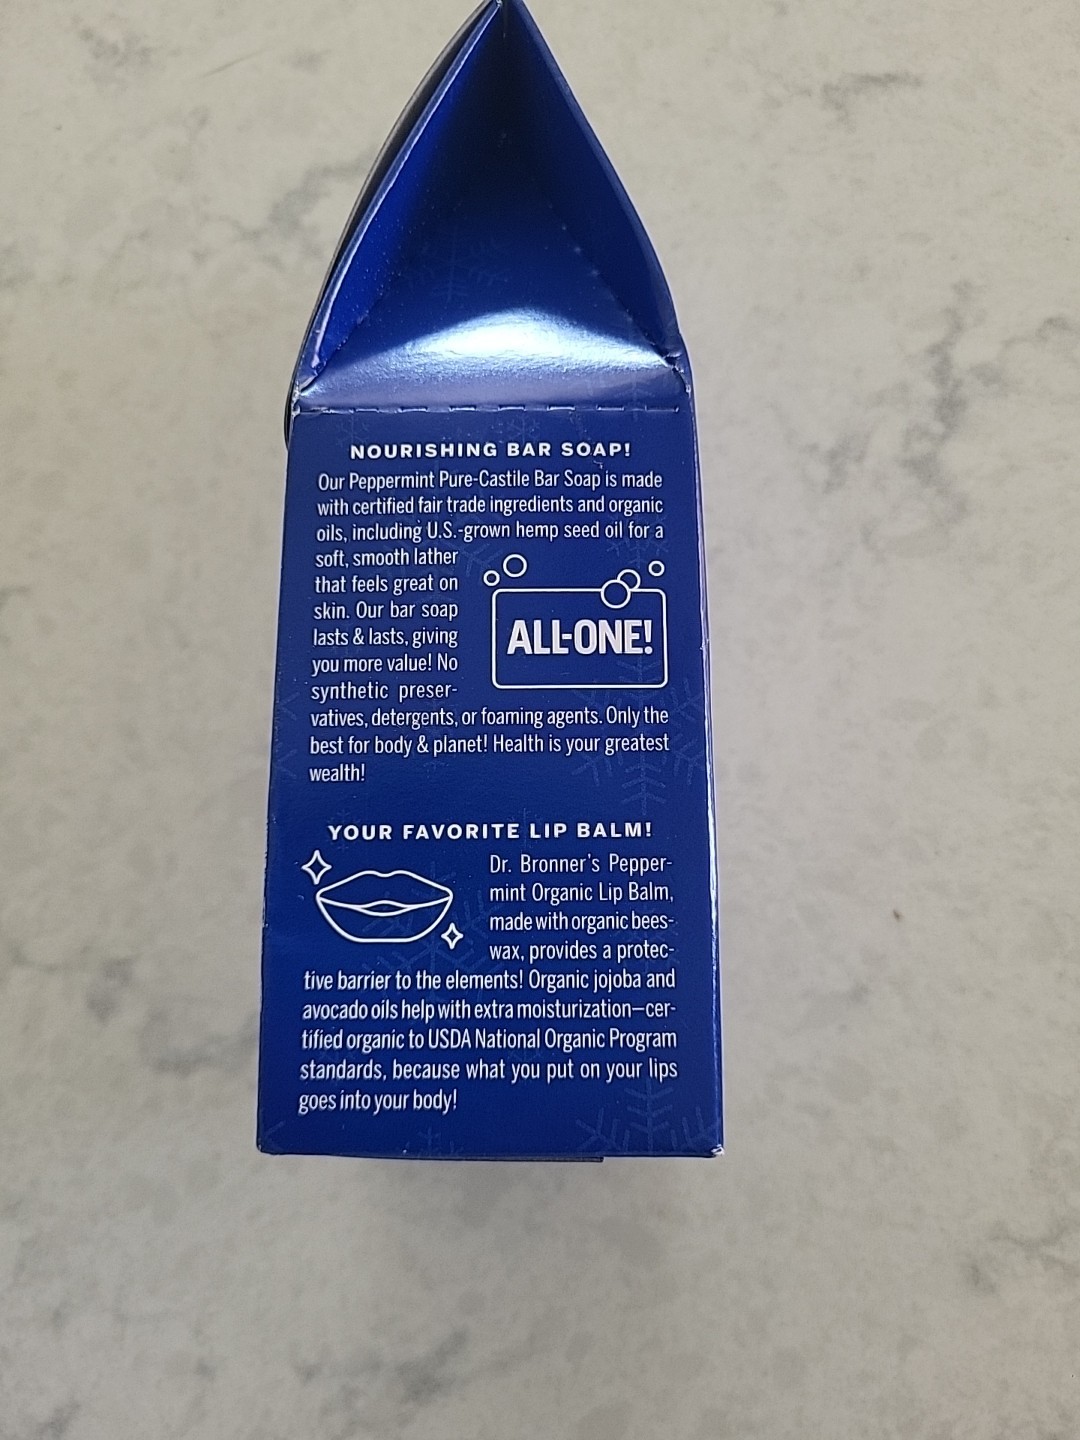 NOURISHING BAR SOAP!
Our Peppermint Pure-Castile Bar Soap is made
with certified fair trade ingredients and organic
oils, including U.S.-grown hemp seed oil for a
soft, smooth lather
that feels great on
skin. Our bar soap
lasts & lasts, giving
you more value! No
synthetic preser-
vatives, detergents, or foaming agents. Only the
best for body & planet! Health is your greatest
wealth!
ALL-ONE!
YOUR FAVORITE LIP BALM!
Dr. Bronner's Pepper-
mint Organic Lip Balm,
made with organic bees-
wax, provides a protec-
tive barrier to the elements! Organic jojoba and
avocado oils help with extra moisturization—cer-
tified organic to USDA National Organic Program
standards, because what you put on your lips
goes into your body!